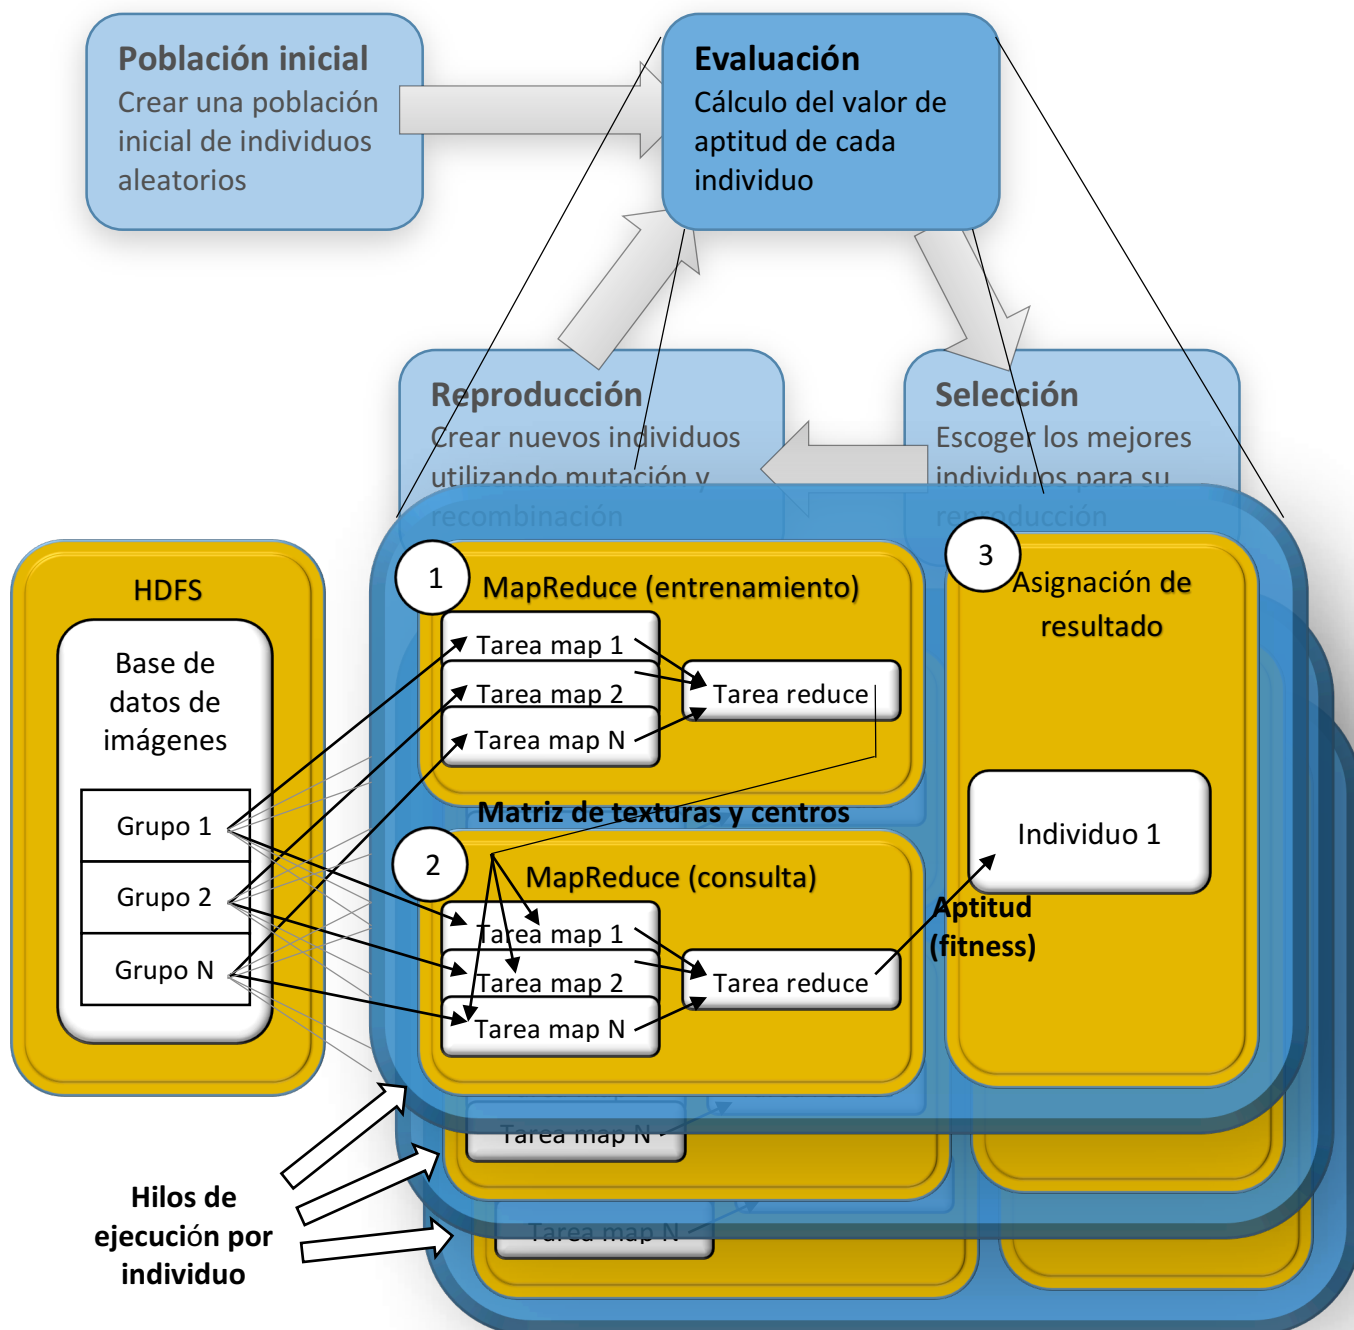 Población inicial
Crear una población
inicial de individuos
aleatorios
Evaluación
Cálculo del valor de
aptitud de cada
individuo
Reproducción
Crear nuevos individuos
utilizando mutación y
recombinación
Selección
Escoger los mejores
individuos para su
reproducción
HDFS
Base de
datos de
imágenes
Grupo 1
Grupo 2
Grupo N
1
MapReduce (entrenamiento)
Tarea map 1
Tarea map 2
Tarea map N
Tarea reduce
Matriz de texturas y centros
2
MapReduce (consulta)
Tarea map 1
Tarea map 2
Tarea map N
Tarea reduce
3
Asignación de
resultado
Individuo 1
Aptitud
(fitness)
Tarea map N
Tarea map N
Hilos de
ejecución por
individuo